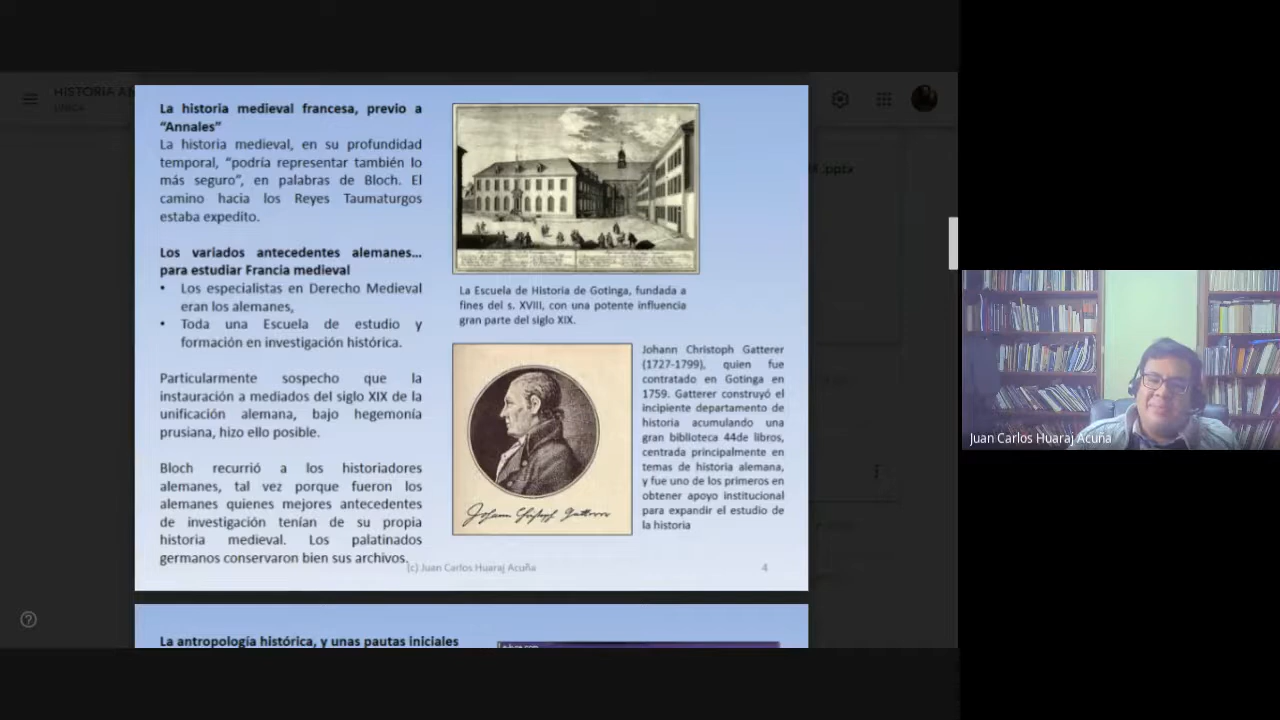 HISTORIA AN
La historia medieval francesa, previo a
“Annales”
La historia medieval, en su profundidad
temporal, “podría representar también lo
más seguro”, en palabras de Bloch. El
camino hacia los Reyes Taumaturgos
estaba expedito.
Los variados antecedentes alemanes...
para estudiar Francia medieval
• Los especialistas en Derecho Medieval
eran los alemanes,
• Toda una Escuela de estudio y
formación en investigación histórica.
Particularmente sospecho que la
instauración a mediados del siglo XIX de la
unificación alemana, bajo hegemonía
prusiana, hizo ello posible.
Bloch recurrió a los historiadores
alemanes, tal vez porque fueron los
alemanes quienes mejores antecedentes
de investigación tenían de su propia
historia medieval. Los palatinados
germanos conservaron bien sus archivos.
La Escuela de Historia de Gotinga, fundada a
fines del s. XVIII, con una potente influencia
gran parte del siglo XIX.
Johann Christoph Gatterer
Johann Christoph Gatterer
(1727-1799), quien fue
contratado en Gotinga en
1759. Gatterer construyó el
incipiente departamento de
historia acumulando una
gran biblioteca 44de libros,
centrada principalmente en
temas de historia alemana,
y fue uno de los primeros en
obtener apoyo institucional
para expandir el estudio de
la historia
(c) Juan Carlos Huaraj Acuña
4
La antropología histórica, y unas pautas iniciales
.pptx
Juan Carlos Huaraj Acuña